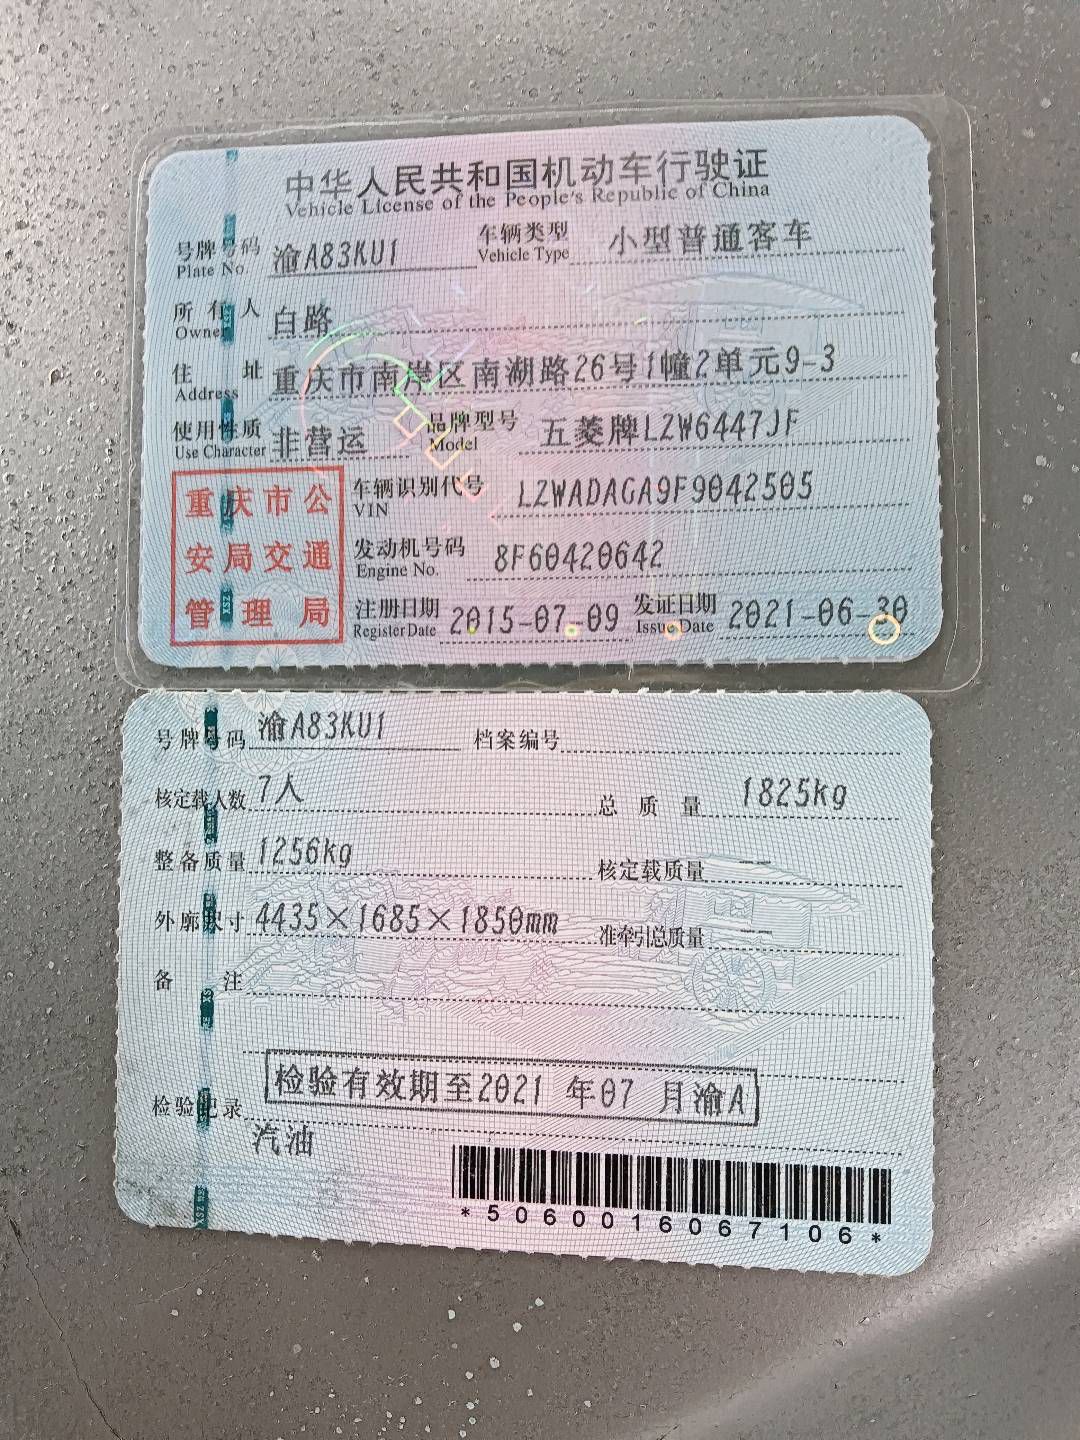 中华人民共和国机动车行驶证
Vehicle License of the People's Republic of China
号牌号码 渝A83KU1 车辆类型 小型普通客车
Plate No. Vehicle Type
所有人 白路
Owner
住址 重庆市南岸区南湖路26号1幢2单元9-3
Address
使用性质 非营运 品牌型号 五菱牌LZW6447JF
Use Character Model
重庆市公
安局交通
管理局
车辆识别代号 LZWADAGA9F9042505
VIN
发动机号码 8F60420642
Engine No.
注册日期 2015-07-09 发证日期 2021-06-30
Register Date Issue Date
号牌号码 渝A83KU1 档案编号
核定载人数 7人 总质量 1825kg
整备质量 1256kg 核定载质量 --
外廓尺寸 4435×1685×1850mm 准牵引总质量 --
备注
检验记录 检验有效期至2021 年07 月渝A
汽油
*5060016067106*